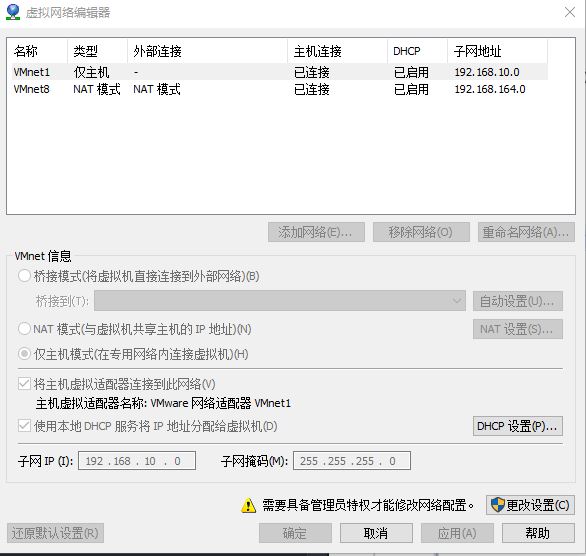 虚拟网络编辑器
名称 类型 外部连接 主机连接 DHCP 子网地址
VMnet1 仅主机 - 已连接 已启用 192.168.10.0
VMnet8 NAT 模式 NAT 模式 已连接 已启用 192.168.164.0
添加网络(E)... 移除网络(O) 重命名网络(A)...
VMnet 信息
桥接模式(将虚拟机直接连接到外部网络)(B)
桥接到(T): 自动设置(U)...
NAT 模式(与虚拟机共享主机的 IP 地址)(N) NAT 设置(S)...
仅主机模式(在专用网络内连接虚拟机)(H)
将主机虚拟适配器连接到此网络(V)
主机虚拟适配器名称: VMware 网络适配器 VMnet1
使用本地 DHCP 服务将 IP 地址分配给虚拟机(D) DHCP 设置(P)...
子网 IP (I): 192 . 168 . 10 . 0 子网掩码(M): 255 . 255 . 255 . 0
需要具备管理员特权才能修改网络配置。 更改设置(C)
还原默认设置(R) 确定 取消 应用(A) 帮助